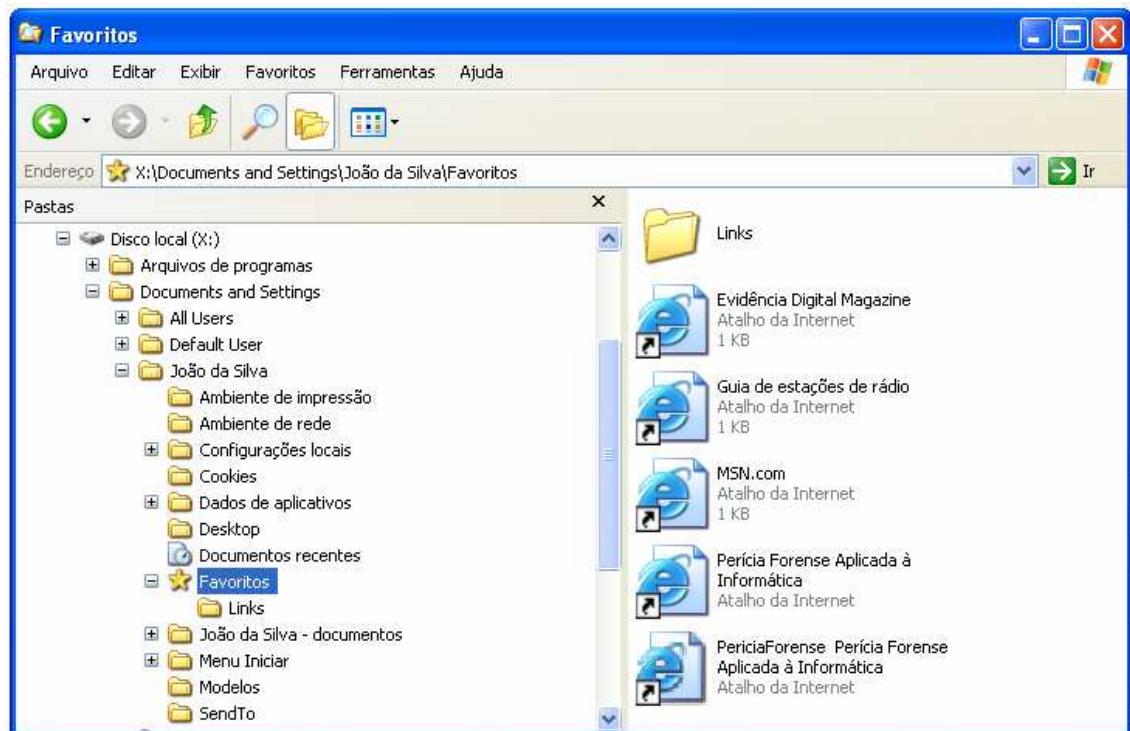 Favoritos
Arquivo Editar Exibir Favoritos Ferramentas Ajuda
Endereço X:\Documents and Settings\João da Silva\Favoritos Ir
Pastas
Disco local (X:)
Arquivos de programas
Documents and Settings
All Users
Default User
João da Silva
Ambiente de impressão
Ambiente de rede
Configurações locais
Cookies
Dados de aplicativos
Desktop
Documentos recentes
Favoritos
Links
João da Silva - documentos
Menu Iniciar
Modelos
SendTo
Links
Evidência Digital Magazine
Atalho da Internet
1 KB
Guia de estações de rádio
Atalho da Internet
1 KB
MSN.com
Atalho da Internet
1 KB
Perícia Forense Aplicada à
Informática
Atalho da Internet
PericiaForense Perícia Forense
Aplicada à Informática
Atalho da Internet